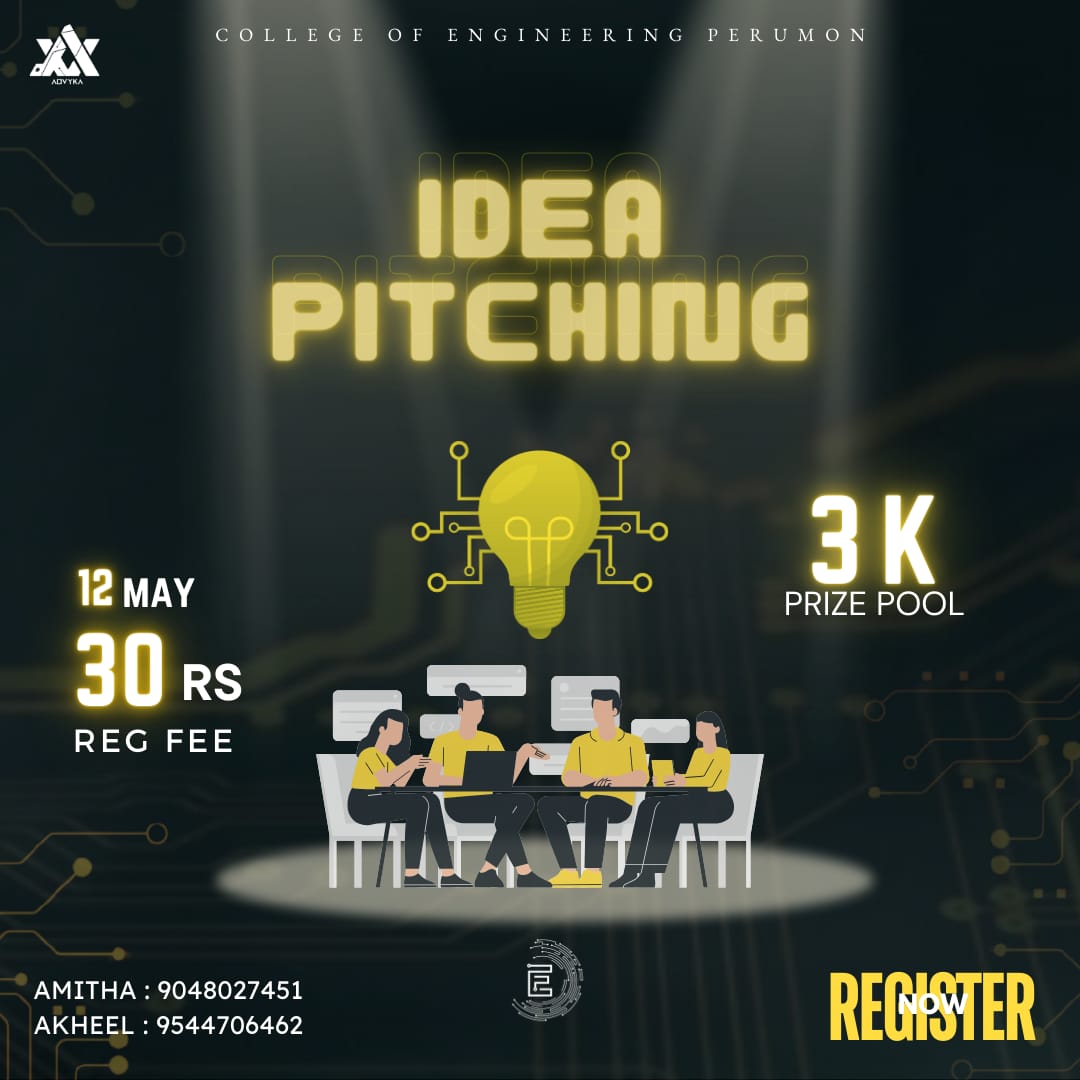 COLLEGE OF ENGINEERING PERUMON
ADVYKA
IDEA
PITCHING
3 K
PRIZE POOL
12 MAY
30 RS
REG FEE
</>
E
AMITHA : 9048027451
AKHEEL : 9544706462
REGISTER
NOW